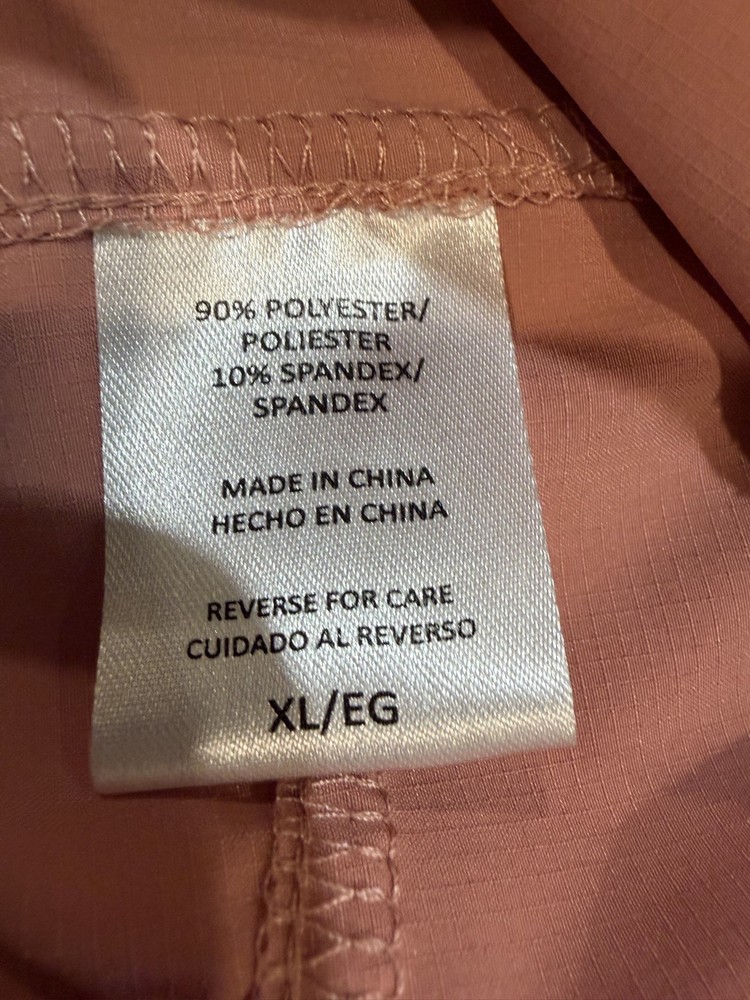 90% POLYESTER/
POLIESTER
10% SPANDEX/
SPANDEX
MADE IN CHINA
HECHO EN CHINA
REVERSE FOR CARE
CUIDADO AL REVERSO
XL/EG